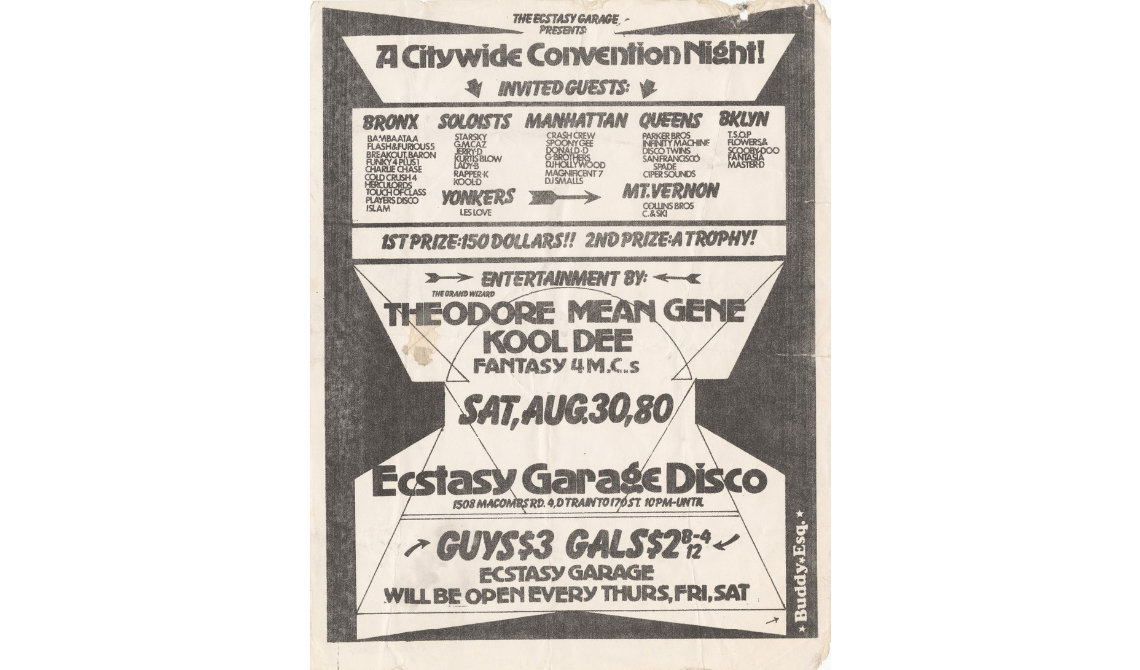 THE ECSTASY GARAGE
PRESENTS
A Citywide Convention Night!
INVITED GUESTS:
BRONX
BAMBAATAA
FLASH & FURIOUS 5
BREAKOUT, BARON
FUNKY 4 PLUS 1
CHARLIE CHASE
COLD CRUSH 4
HERCULORDS
TOUCH OF CLASS
PLAYERS DISCO
ISLAM
SOLOISTS
STARSKY
G.M.CAZ
JERRY-D
KURTIS BLOW
LADY-B
RAPPER-K
KOOL-D
MANHATTAN
CRASH CREW
SPOONY GEE
DONALD-D
G-BROTHERS
DJ HOLLYWOOD
MAGNIFICENT 7
DJ SMALLS
QUEENS
PARKER BROS
INFINITY MACHINE
DISCO TWINS
SANFRANCISCO
SPADE
CIPER SOUNDS
BKLYN
T.S.O.P
FLOWERS &
SCOOBY-DOO
FANTASIA
MASTER-D
YONKERS
LES LOVE
MT. VERNON
COLLINS BROS
C. & SKI
1ST PRIZE: 150 DOLLARS!! 2ND PRIZE: A TROPHY!
ENTERTAINMENT BY:
THE GRAND WIZARD
THEODORE MEAN GENE
KOOL DEE
FANTASY 4 M.C.s
SAT, AUG. 30, 80
Ecstasy Garage Disco
1508 MACOMBS RD. 4, D TRAIN TO 176 ST. 10PM-UNTIL
GUYS $3 GALS $2 8-4
12
ECSTASY GARAGE
WILL BE OPEN EVERY THURS, FRI, SAT
* Buddy * Esq. *